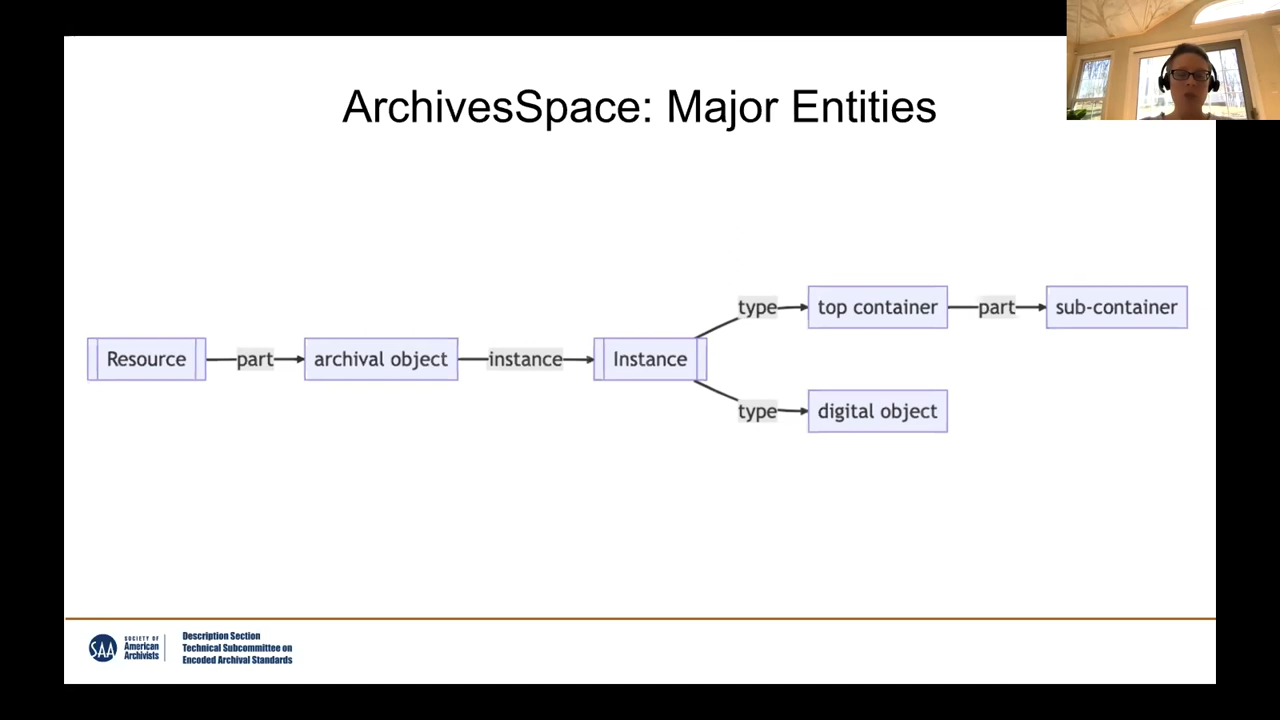 ArchivesSpace: Major Entities
type
top container
part
sub-container
Resource
part
archival object
instance
Instance
type
digital object
SAA
SOCIETY OF
American
Archivists
Description Section
Technical Subcommittee on
Encoded Archival Standards